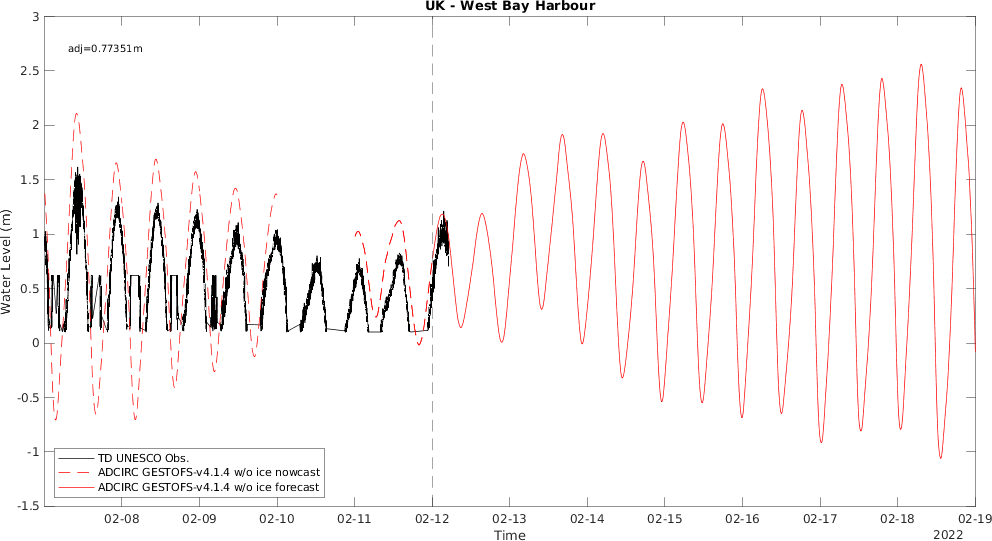 UK - West Bay Harbour
adj=0.77351m
3
2.5
2
1.5
1
0.5
0
-0.5
-1
-1.5
Water Level (m)
TD UNESCO Obs.
ADCIRC GESTOFS-v4.1.4 w/o ice nowcast
ADCIRC GESTOFS-v4.1.4 w/o ice forecast
02-08 02-09 02-10 02-11 02-12 02-13 02-14 02-15 02-16 02-17 02-18 02-19
Time
2022